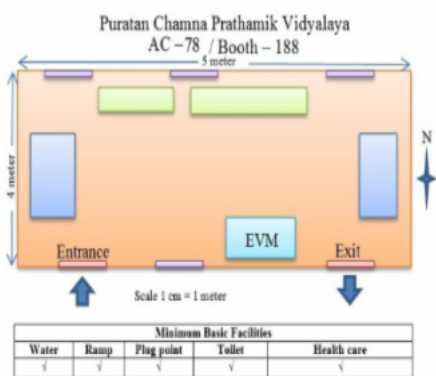 Puratan Chamna Prathamik Vidyalaya
AC –78 / Booth – 188
5 meter
4 meter
N
EVM
Entrance
Exit
Scale 1 cm = 1 meter
Minimum Basic Facilities
Water Ramp Plug point Toilet Health care
√ √ √ √ √